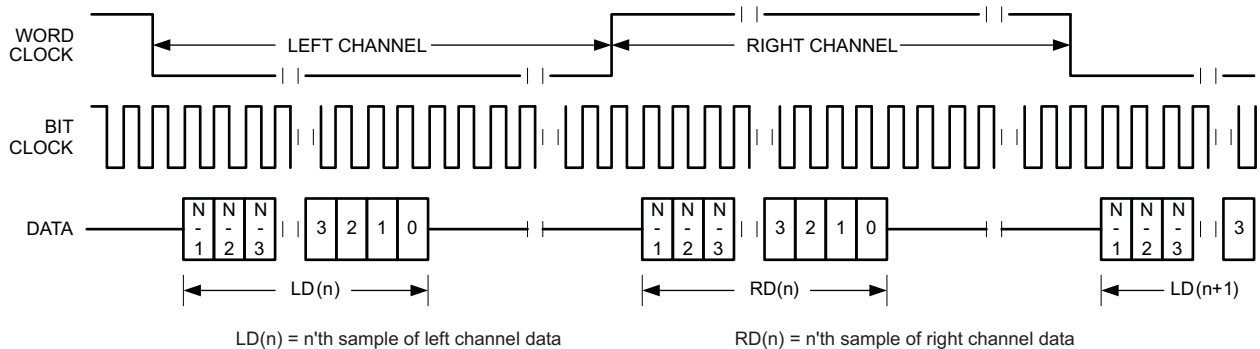 WORD
CLOCK
LEFT CHANNEL
RIGHT CHANNEL
BIT
CLOCK
DATA
N
-
1
N
-
2
N
-
3
3
2
1
0
N
-
1
N
-
2
N
-
3
3
2
1
0
N
-
1
N
-
2
N
-
3
3
LD(n)
RD(n)
LD(n+1)
LD(n) = n'th sample of left channel data
RD(n) = n'th sample of right channel data